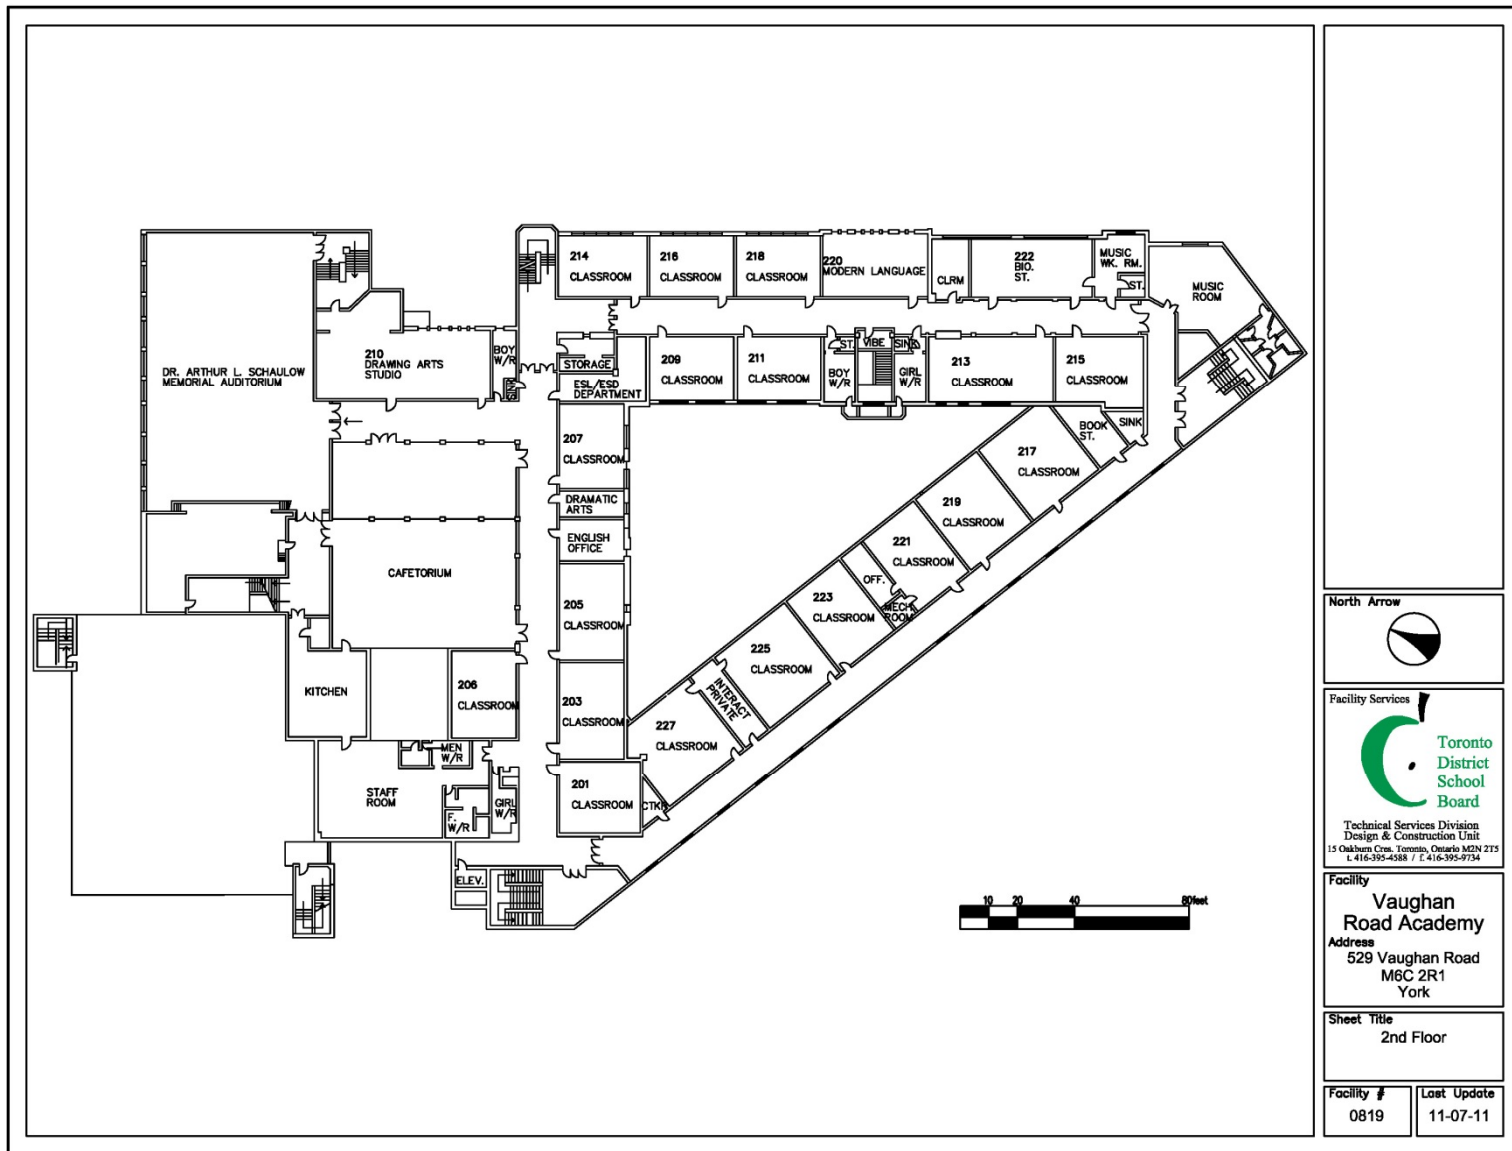 214
CLASSROOM
216
CLASSROOM
218
CLASSROOM
220
MODERN LANGUAGE
CLRM
222
BIO.
ST.
MUSIC
WK. RM.
ST.
MUSIC
ROOM
DR. ARTHUR L. SCHAULOW
MEMORIAL AUDITORIUM
210
DRAWING ARTS
STUDIO
BOY
W/R
SINK
STORAGE
ESL/ESD
DEPARTMENT
209
CLASSROOM
211
CLASSROOM
ST.
BOY
W/R
VIBE
SINK
GIRL
W/R
213
CLASSROOM
215
CLASSROOM
207
CLASSROOM
DRAMATIC
ARTS
ENGLISH
OFFICE
205
CLASSROOM
203
CLASSROOM
201
CLASSROOM
CAFETORIUM
KITCHEN
206
CLASSROOM
MEN
W/R
STAFF
ROOM
F.
W/R
GIRL
W/R
ELEV.
SINK
BOOK
ST.
217
CLASSROOM
219
CLASSROOM
221
CLASSROOM
OFF.
MECH
ROOM
223
CLASSROOM
225
CLASSROOM
INTERACT
PRIVATE
227
CLASSROOM
10 20 40 80feet
North Arrow
Facility Services
Toronto
District
School
Board
Technical Services Division
Design & Construction Unit
15 Oakburn Cres. Toronto, Ontario M2N 2T5
t. 416-395-4588 / f. 416-395-9734
Facility
Vaughan
Road Academy
Address
529 Vaughan Road
M6C 2R1
York
Sheet Title
2nd Floor
Facility #
0819
Last Update
11-07-11